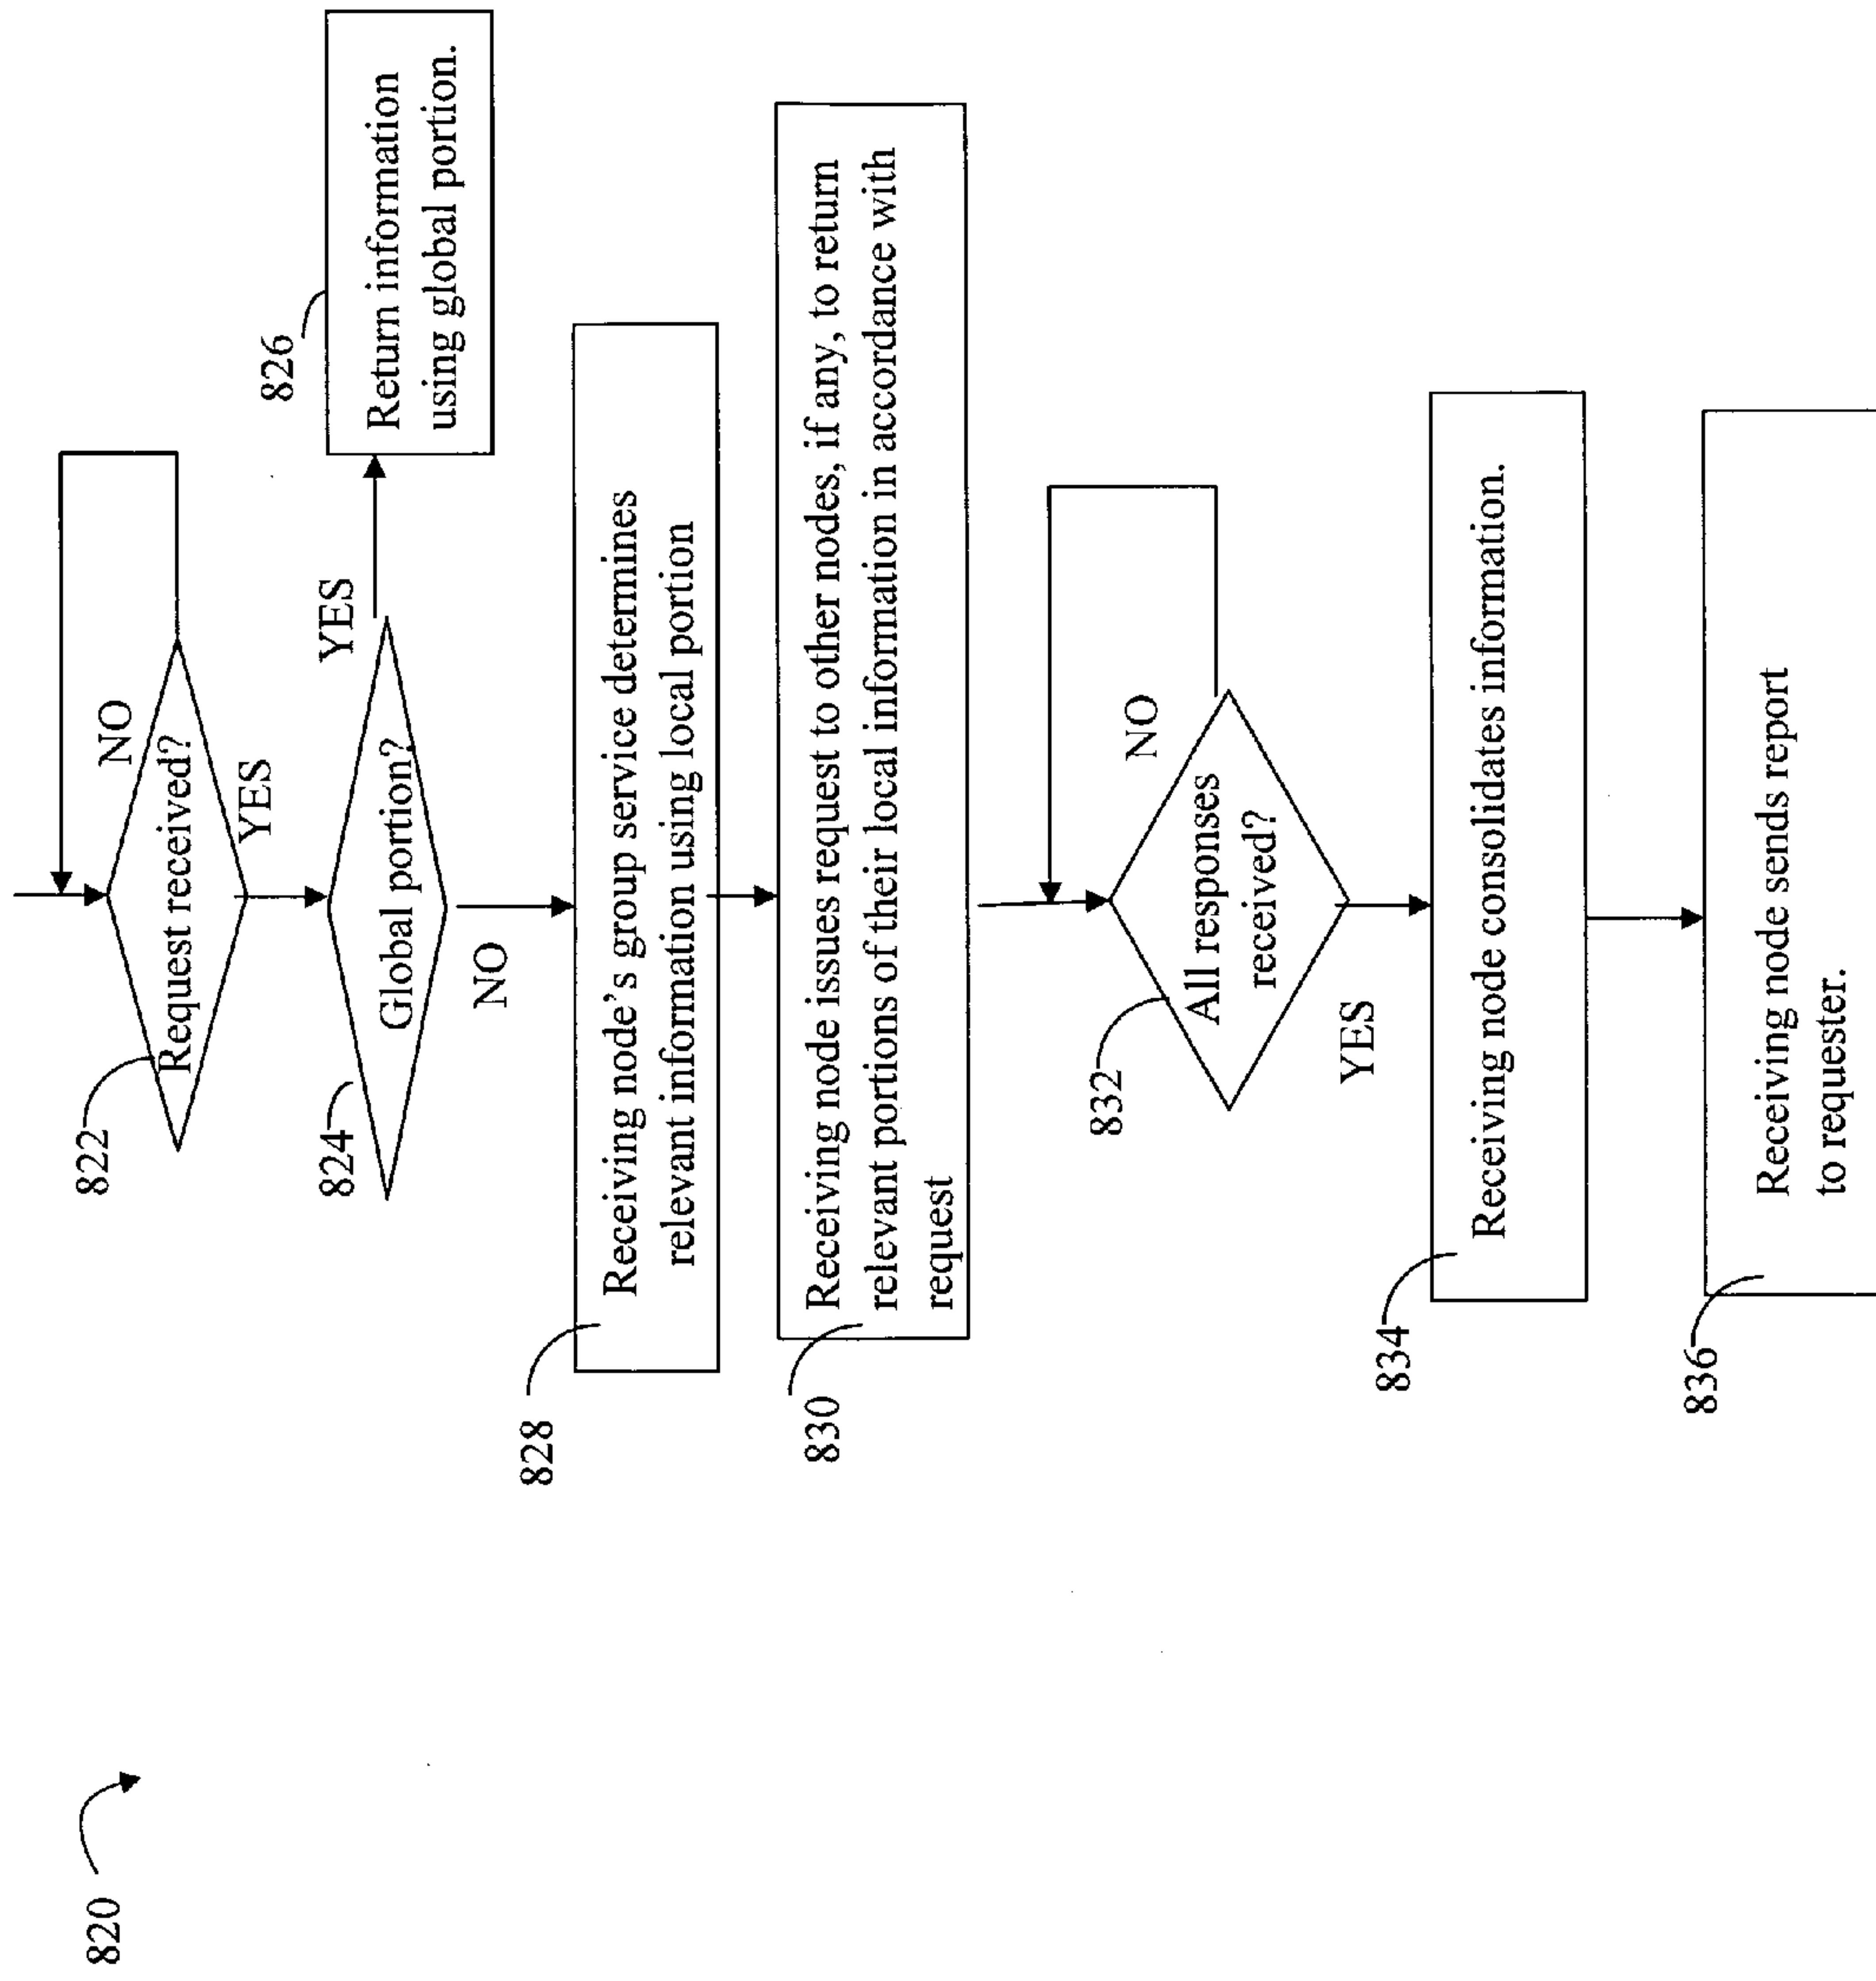 820
822
Request received?
NO
YES
824
Global portion?
YES
NO
826
Return information
using global portion.
828
Receiving node's group service determines
relevant information using local portion
830
Receiving node issues request to other nodes, if any, to return
relevant portions of their local information in accordance with
request
832
All responses
received?
NO
YES
834
Receiving node consolidates information.
836
Receiving node sends report
to requester.